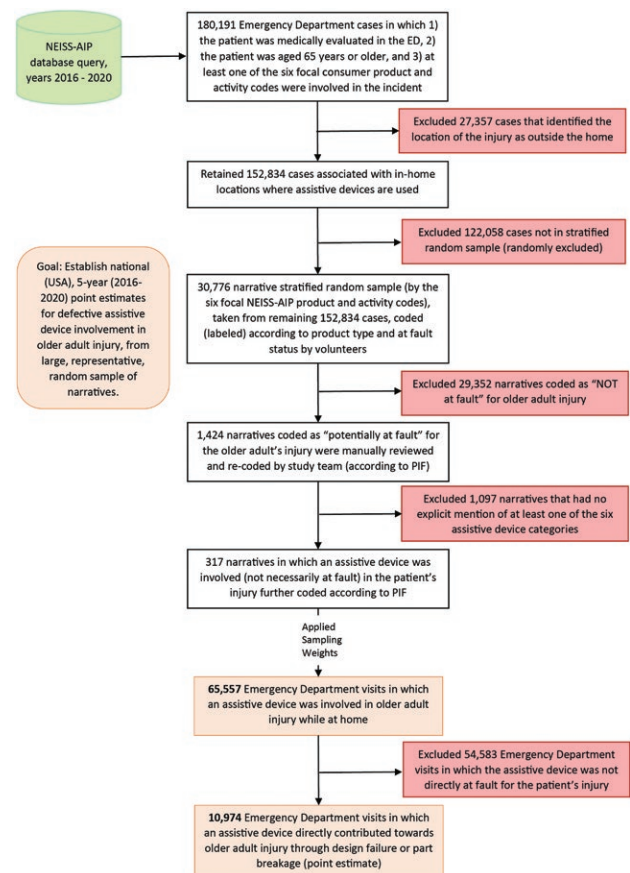 NEISS-AIP
database query,
years 2016 - 2020
180,191 Emergency Department cases in which 1)
the patient was medically evaluated in the ED, 2)
the patient was aged 65 years or older, and 3) at
least one of the six focal consumer product and
activity codes were involved in the incident
Excluded 27,357 cases that identified the
location of the injury as outside the home
Retained 152,834 cases associated with in-home
locations where assistive devices are used
Excluded 122,058 cases not in stratified
random sample (randomly excluded)
Goal: Establish national
(USA), 5-year (2016-
2020) point estimates
for defective assistive
device involvement in
older adult injury, from
large, representative,
random sample of
narratives.
30,776 narrative stratified random sample (by the
six focal NEISS-AIP product and activity codes),
taken from remaining 152,834 cases, coded
(labeled) according to product type and at fault
status by volunteers
Excluded 29,352 narratives coded as “NOT
at fault” for older adult injury
1,424 narratives coded as “potentially at fault” for
the older adult’s injury were manually reviewed
and re-coded by study team (according to PIF)
Excluded 1,097 narratives that had no
explicit mention of at least one of the six
assistive device categories
317 narratives in which an assistive device was
involved (not necessarily at fault) in the patient’s
injury further coded according to PIF
Applied
Sampling
Weights
65,557 Emergency Department visits in which
an assistive device was involved in older adult
injury while at home
Excluded 54,583 Emergency Department
visits in which the assistive device was not
directly at fault for the patient’s injury
10,974 Emergency Department visits in which
an assistive device directly contributed towards
older adult injury through design failure or part
breakage (point estimate)